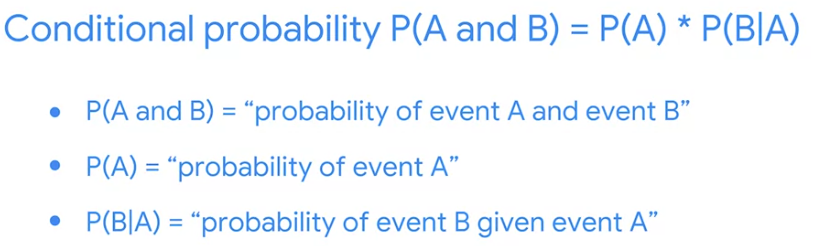 Conditional probability P(A and B) = P(A) * P(B|A)
• P(A and B) = “probability of event A and event B”
• P(A) = “probability of event A”
• P(B|A) = “probability of event B given event A”